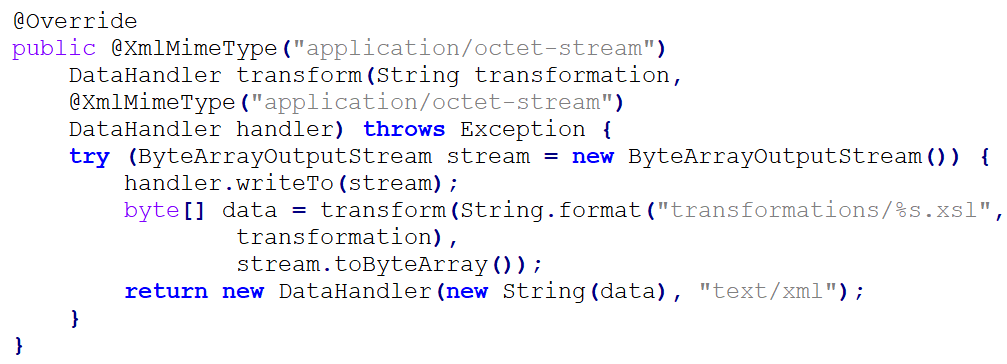 @Override
public @XmlMimeType("application/octet-stream")
    DataHandler transform(String transformation,
    @XmlMimeType("application/octet-stream")
    DataHandler handler) throws Exception {
    try (ByteArrayOutputStream stream = new ByteArrayOutputStream()) {
        handler.writeTo(stream);
        byte[] data = transform(String.format("transformations/%s.xsl",
                transformation),
                stream.toByteArray());
        return new DataHandler(new String(data), "text/xml");
    }
}